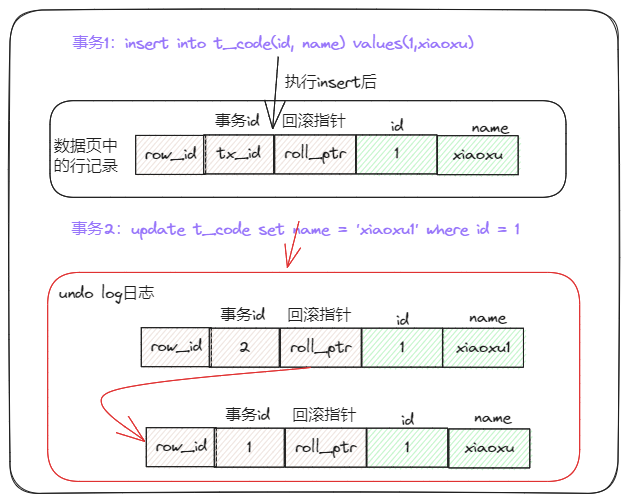 事务1：insert into t_code(id, name) values(1,xiaoxu)
执行insert后
事务id 回滚指针 id name
数据页中
的行记录
row_id tx_id roll_ptr 1 xiaoxu
事务2：update t_code set name = 'xiaoxu1' where id = 1
undo log日志
事务id 回滚指针 id name
row_id 2 roll_ptr 1 xiaoxu1
事务id 回滚指针 id name
row_id 1 roll_ptr 1 xiaoxu